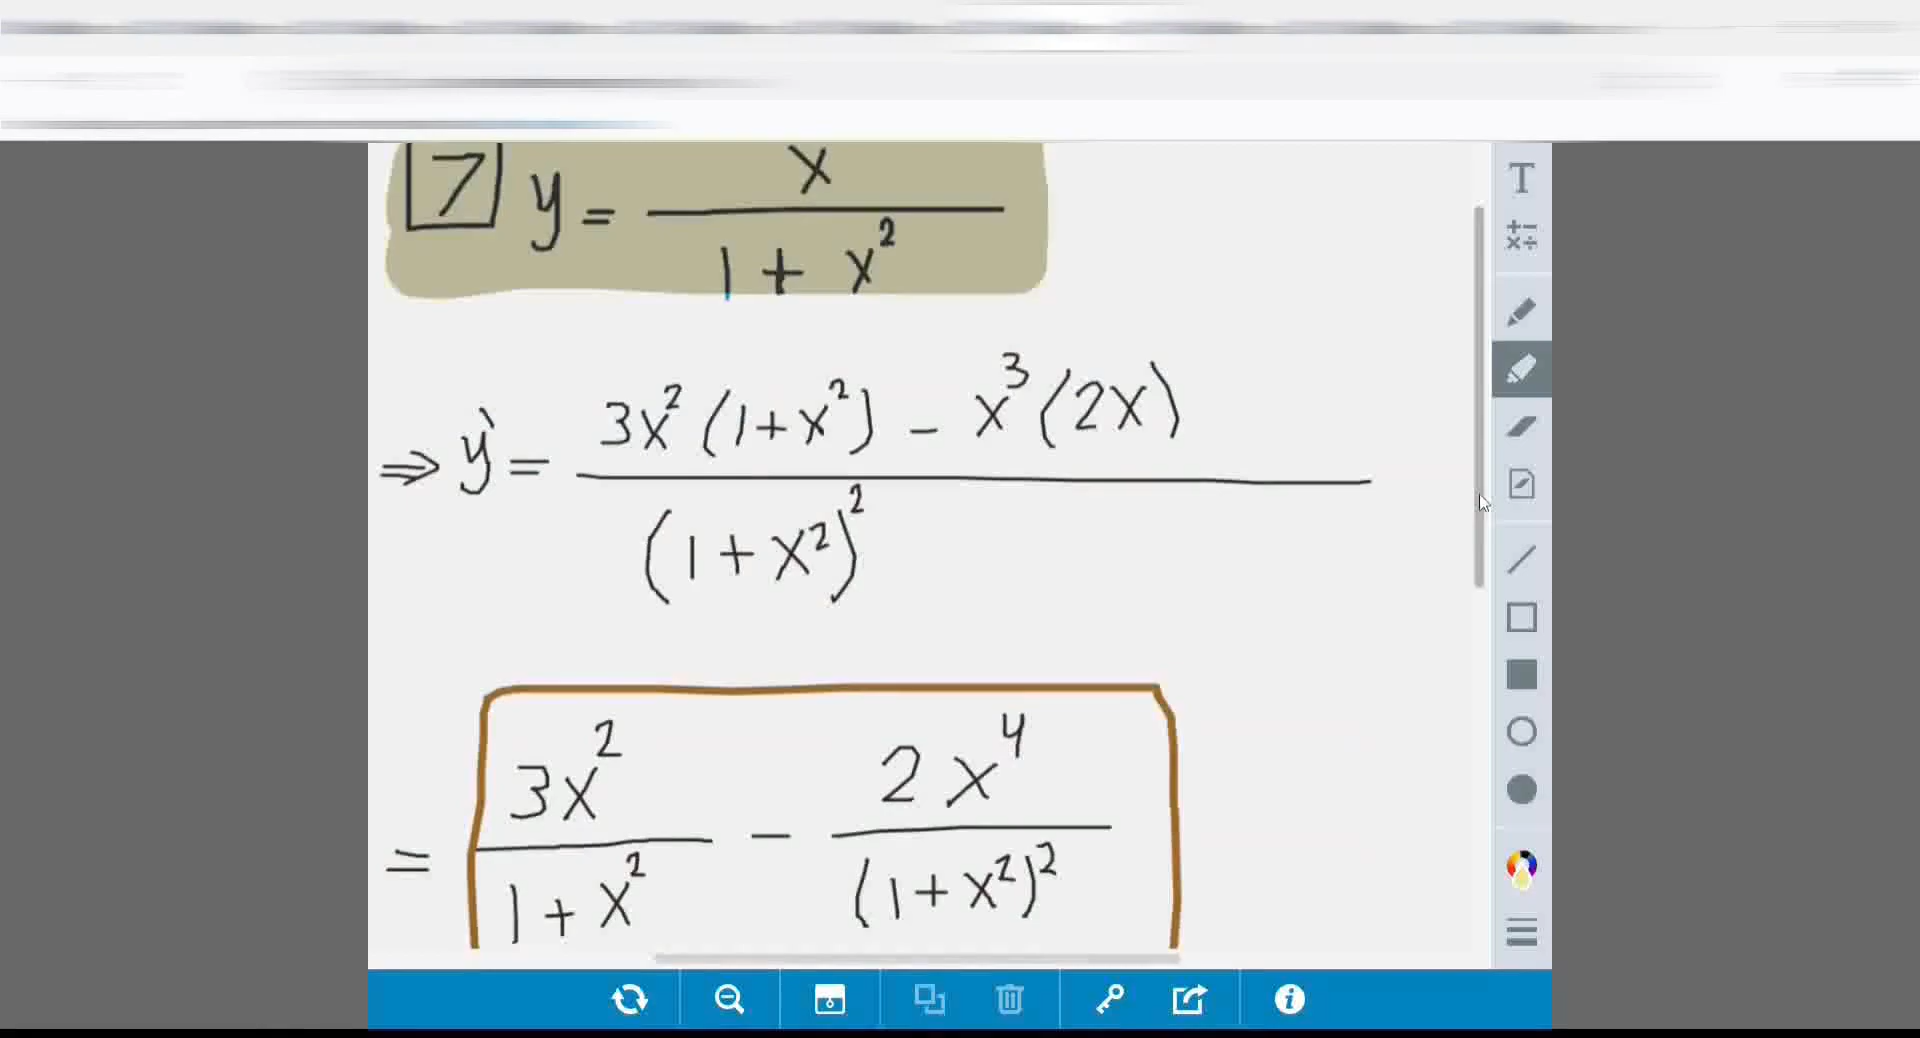 7 y = x / (1 + x²)
⇒ y' = (3x² (1+x²) − x³ (2x)) / (1 + x²)²
= 3x² / (1 + x²) − 2x⁴ / (1 + x²)²